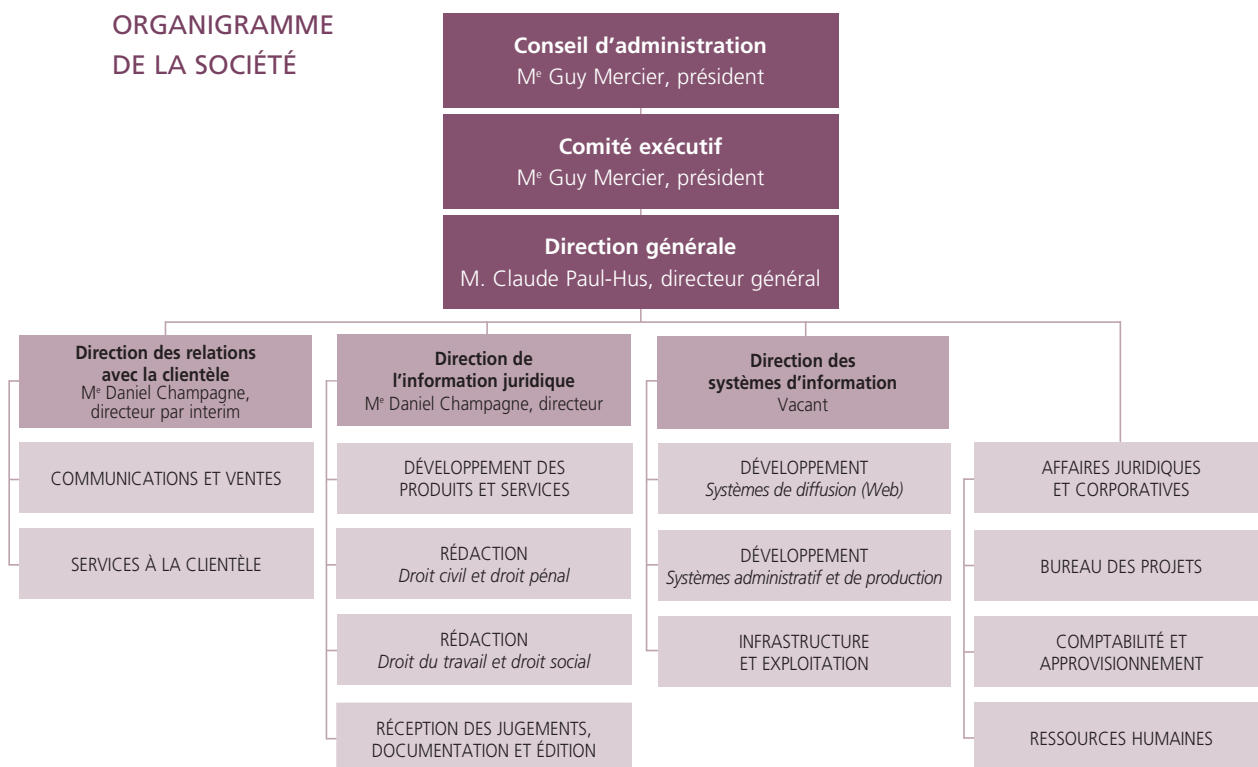 ORGANIGRAMME
DE LA SOCIÉTÉ
Conseil d'administration
Me Guy Mercier, président
Comité exécutif
Me Guy Mercier, président
Direction générale
M. Claude Paul-Hus, directeur général
Direction des relations
avec la clientèle
Me Daniel Champagne,
directeur par interim
COMMUNICATIONS ET VENTES
SERVICES À LA CLIENTÈLE
Direction de
l'information juridique
Me Daniel Champagne, directeur
DÉVELOPPEMENT DES
PRODUITS ET SERVICES
RÉDACTION
Droit civil et droit pénal
RÉDACTION
Droit du travail et droit social
RÉCEPTION DES JUGEMENTS,
DOCUMENTATION ET ÉDITION
Direction des
systèmes d'information
Vacant
DÉVELOPPEMENT
Systèmes de diffusion (Web)
DÉVELOPPEMENT
Systèmes administratif et de production
INFRASTRUCTURE
ET EXPLOITATION
AFFAIRES JURIDIQUES
ET CORPORATIVES
BUREAU DES PROJETS
COMPTABILITÉ ET
APPROVISIONNEMENT
RESSOURCES HUMAINES